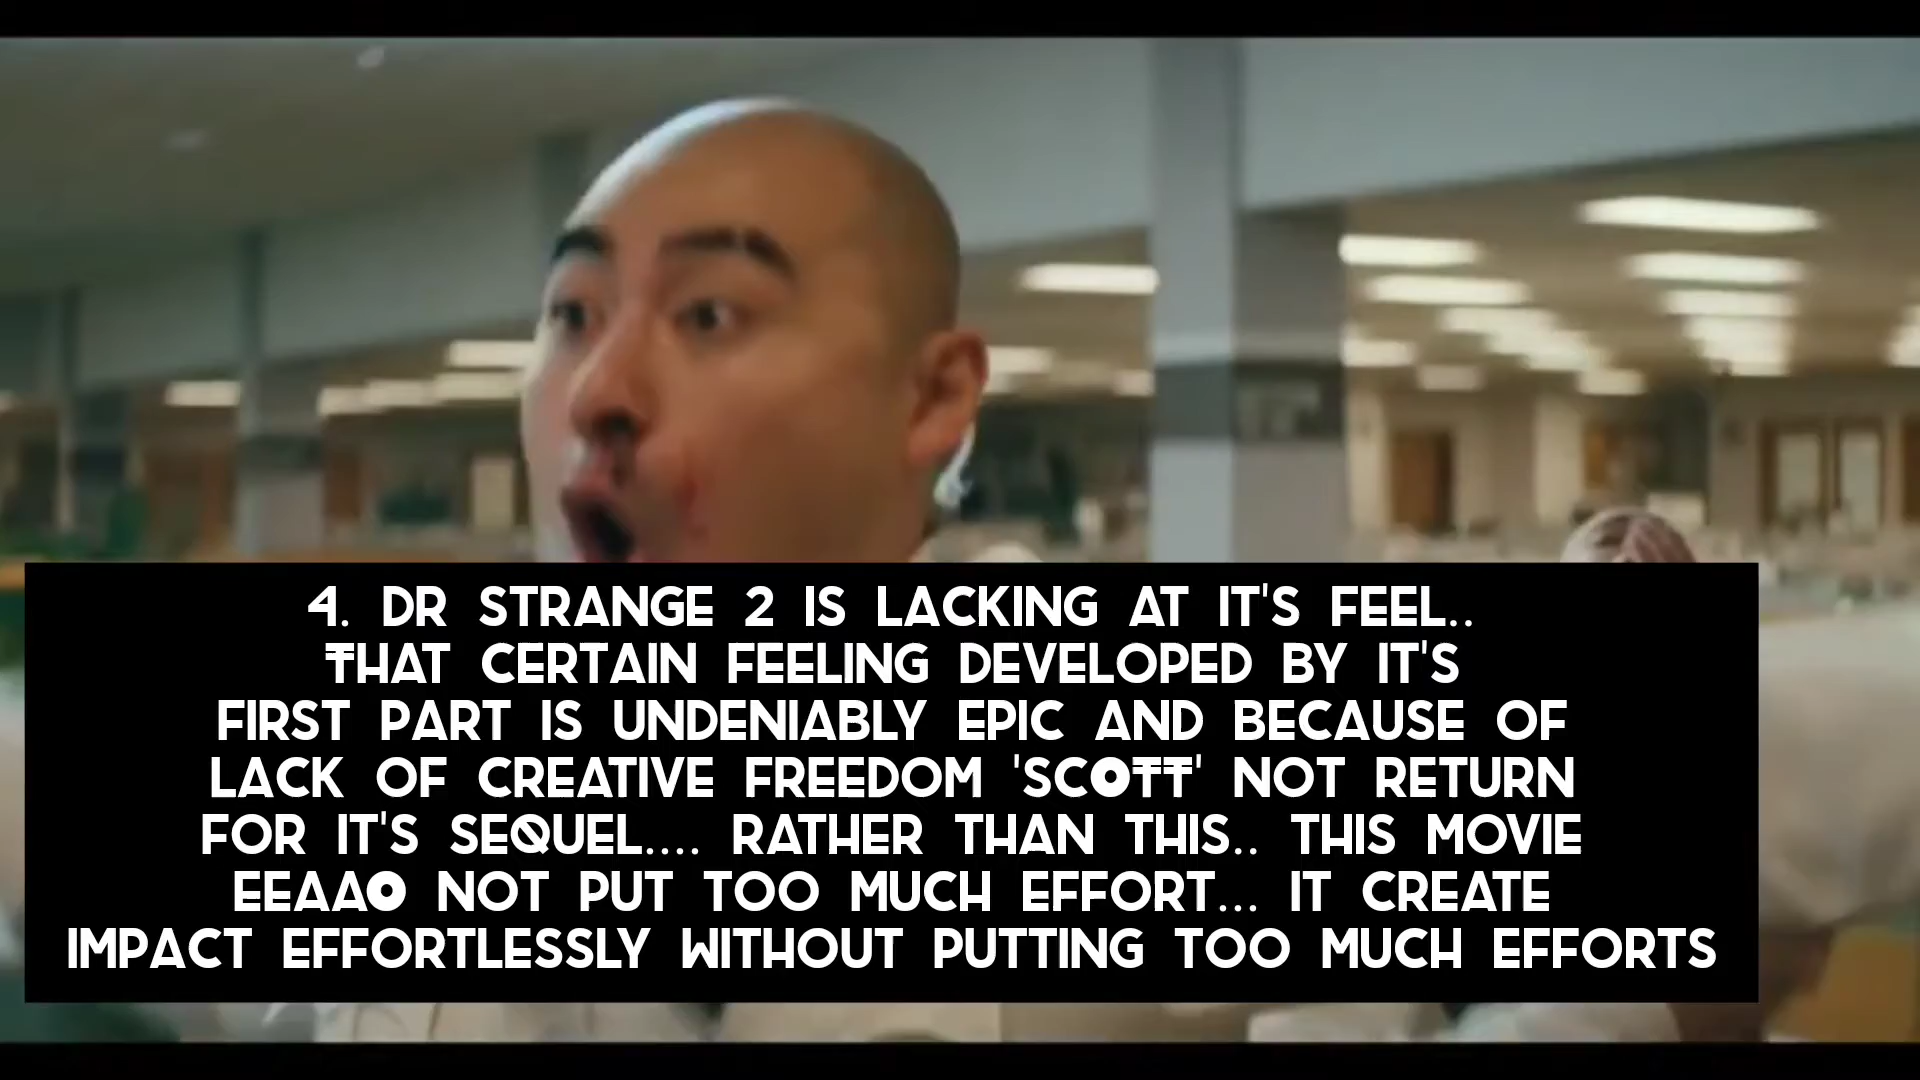 4. DR STRANGE 2 IS LACKING AT IT'S FEEL..
THAT CERTAIN FEELING DEVELOPED BY IT'S
FIRST PART IS UNDENIABLY EPIC AND BECAUSE OF
LACK OF CREATIVE FREEDOM 'SCOTT' NOT RETURN
FOR IT'S SEQUEL.... RATHER THAN THIS.. THIS MOVIE
EEAAO NOT PUT TOO MUCH EFFORT... IT CREATE
IMPACT EFFORTLESSLY WITHOUT PUTTING TOO MUCH EFFORTS